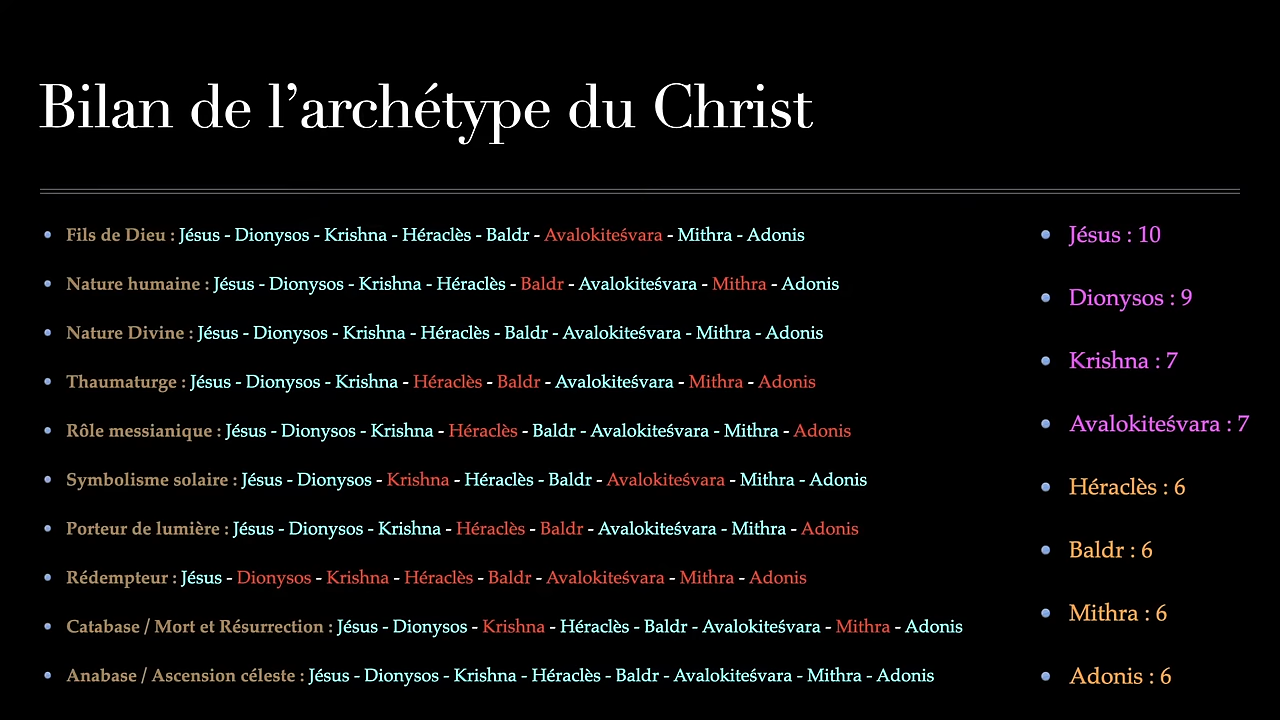 Bilan de l’archétype du Christ
Fils de Dieu : Jésus - Dionysos - Krishna - Héraclès - Baldr - Avalokiteśvara - Mithra - Adonis
Nature humaine : Jésus - Dionysos - Krishna - Héraclès - Baldr - Avalokiteśvara - Mithra - Adonis
Nature Divine : Jésus - Dionysos - Krishna - Héraclès - Baldr - Avalokiteśvara - Mithra - Adonis
Thaumaturge : Jésus - Dionysos - Krishna - Héraclès - Baldr - Avalokiteśvara - Mithra - Adonis
Rôle messianique : Jésus - Dionysos - Krishna - Héraclès - Baldr - Avalokiteśvara - Mithra - Adonis
Symbolisme solaire : Jésus - Dionysos - Krishna - Héraclès - Baldr - Avalokiteśvara - Mithra - Adonis
Porteur de lumière : Jésus - Dionysos - Krishna - Héraclès - Baldr - Avalokiteśvara - Mithra - Adonis
Rédempteur : Jésus - Dionysos - Krishna - Héraclès - Baldr - Avalokiteśvara - Mithra - Adonis
Catabase / Mort et Résurrection : Jésus - Dionysos - Krishna - Héraclès - Baldr - Avalokiteśvara - Mithra - Adonis
Anabase / Ascension céleste : Jésus - Dionysos - Krishna - Héraclès - Baldr - Avalokiteśvara - Mithra - Adonis
Jésus : 10
Dionysos : 9
Krishna : 7
Avalokiteśvara : 7
Héraclès : 6
Baldr : 6
Mithra : 6
Adonis : 6